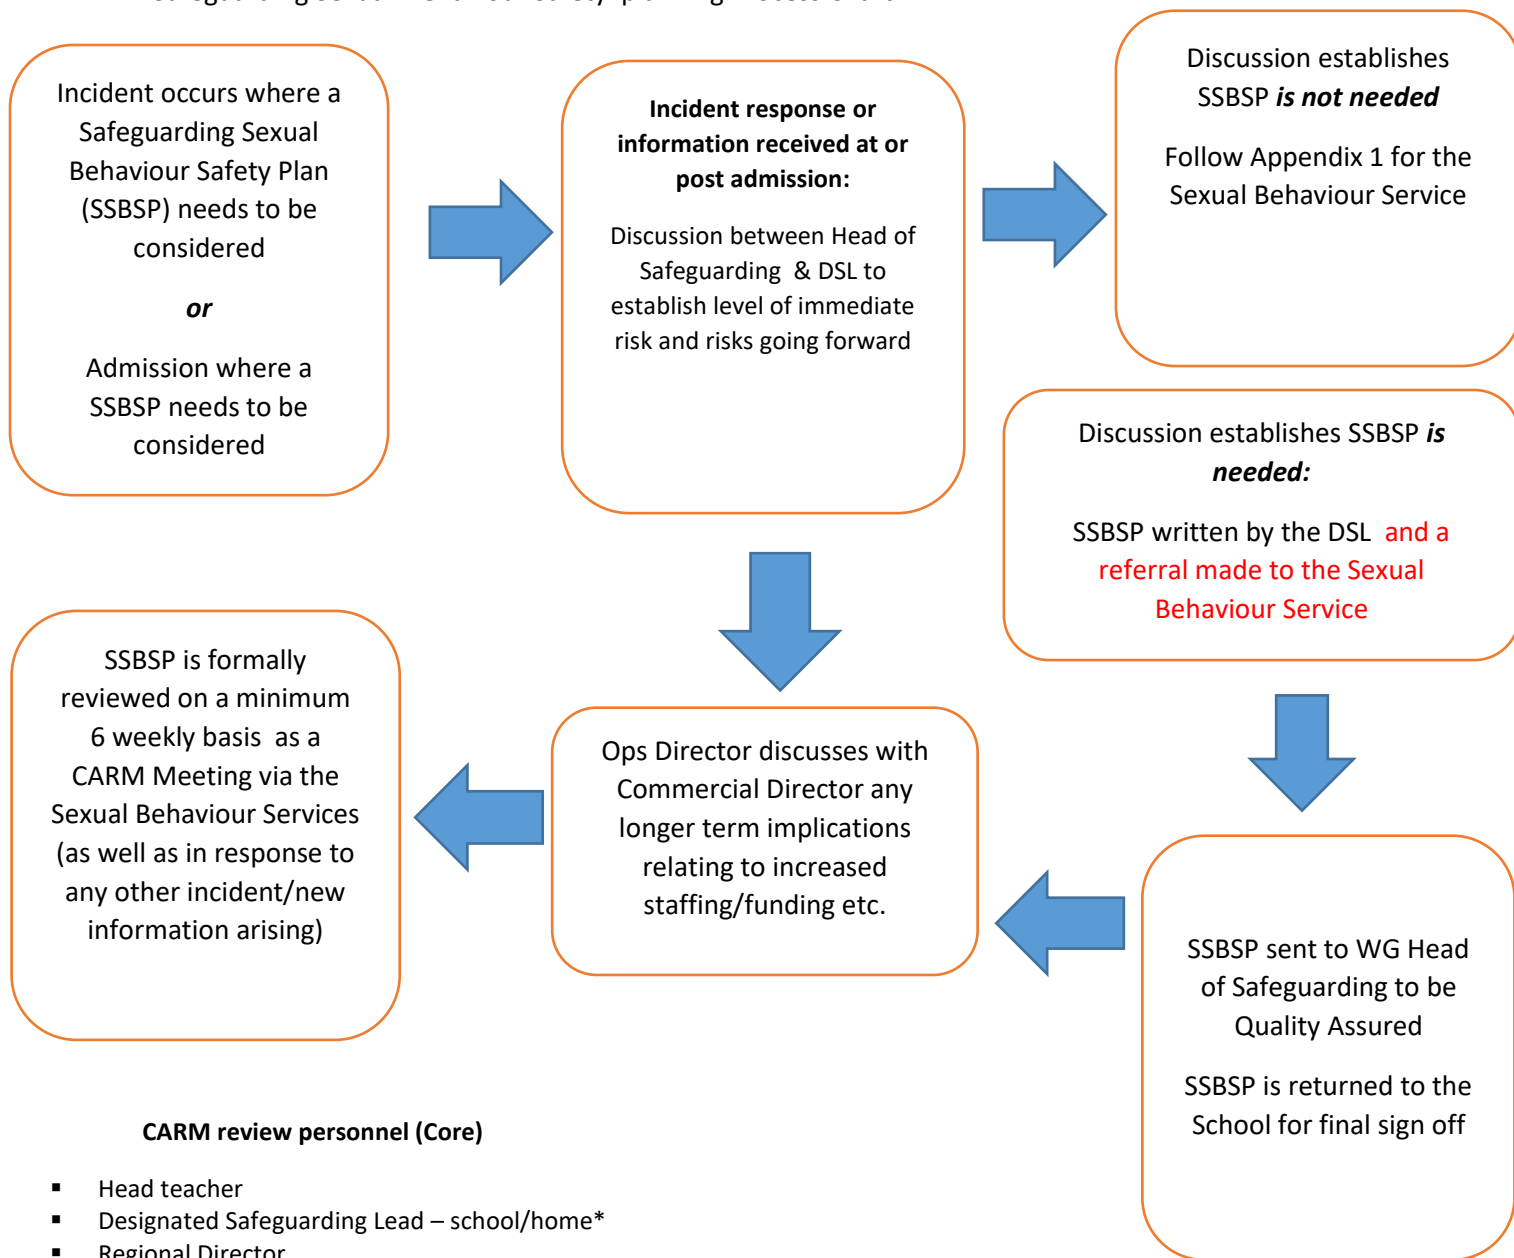 Incident occurs where a
Safeguarding Sexual
Behaviour Safety Plan
(SSBSP) needs to be
considered
or
Admission where a
SSBSP needs to be
considered
Incident response or
information received at or
post admission:
Discussion between Head of
Safeguarding & DSL to
establish level of immediate
risk and risks going forward
Discussion establishes
SSBSP is not needed
Follow Appendix 1 for the
Sexual Behaviour Service
Discussion establishes SSBSP is
needed:
SSBSP written by the DSL and a
referral made to the Sexual
Behaviour Service
SSBSP sent to WG Head
of Safeguarding to be
Quality Assured
SSBSP is returned to the
School for final sign off
Ops Director discusses with
Commercial Director any
longer term implications
relating to increased
staffing/funding etc.
SSBSP is formally
reviewed on a minimum
6 weekly basis as a
CARM Meeting via the
Sexual Behaviour Services
(as well as in response to
any other incident/new
information arising)
CARM review personnel (Core)
▪ Head teacher
▪ Designated Safeguarding Lead – school/home*
▪ Regional Director